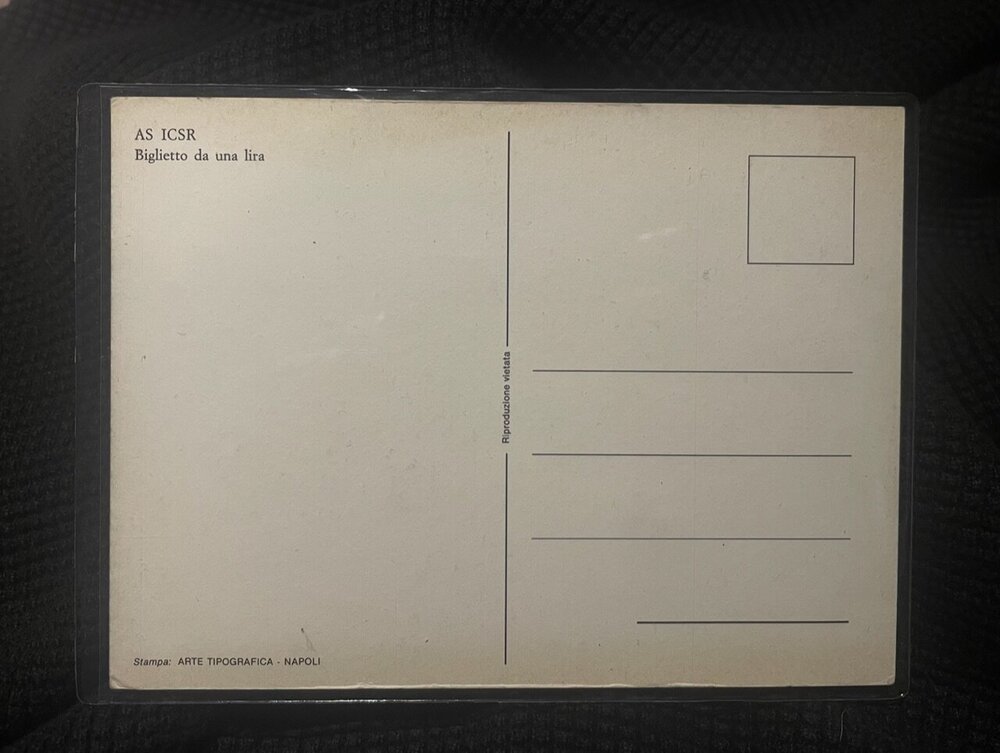 AS ICSR
Biglietto da una lira
Riproduzione vietata
Stampa: ARTE TIPOGRAFICA - NAPOLI